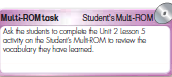 Multi-ROM task Student's Multi-ROM
Ask the students to complete the Unit 2 Lesson 5
activity on the Student's Multi-ROM to review the
vocabulary they have learned.